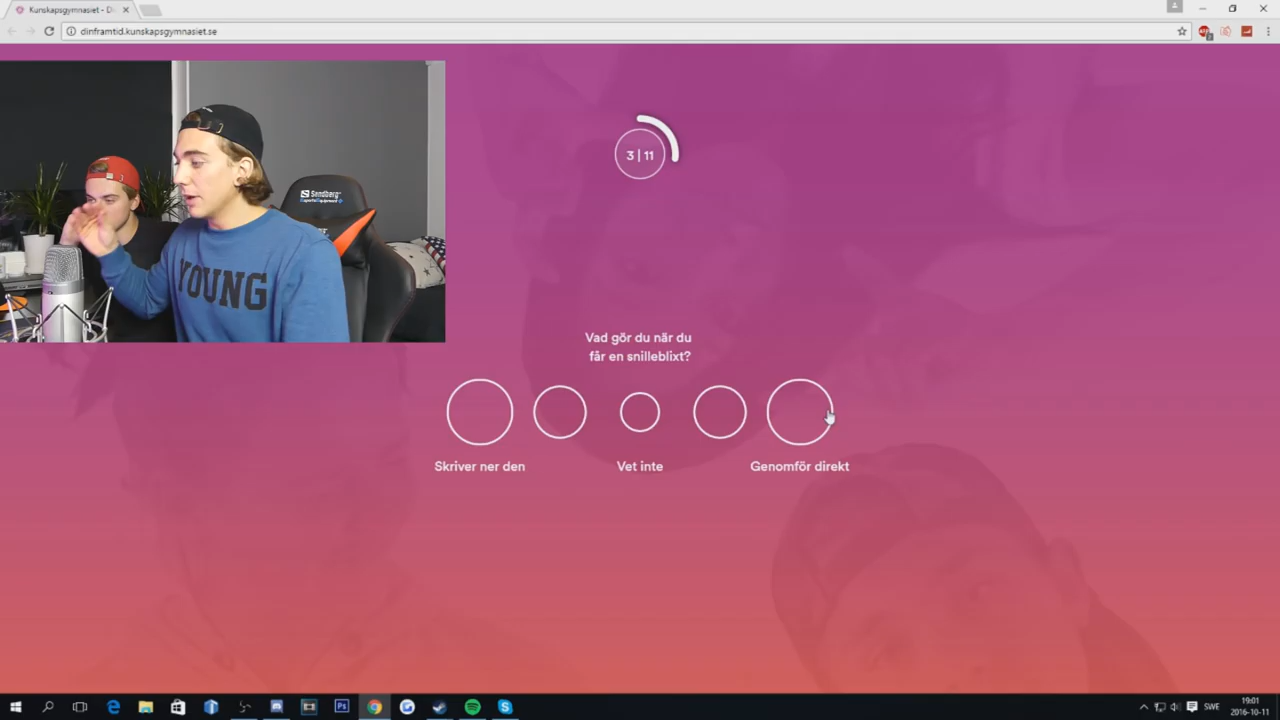 Kunskapsgymnasiet - Di
dinframtid.kunskapsgymnasiet.se
3 | 11
Sandberg
YOUNG
Vad gör du när du
får en snilleblixt?
Skriver ner den
Vet inte
Genomför direkt
SWE
19:01
2016-10-11